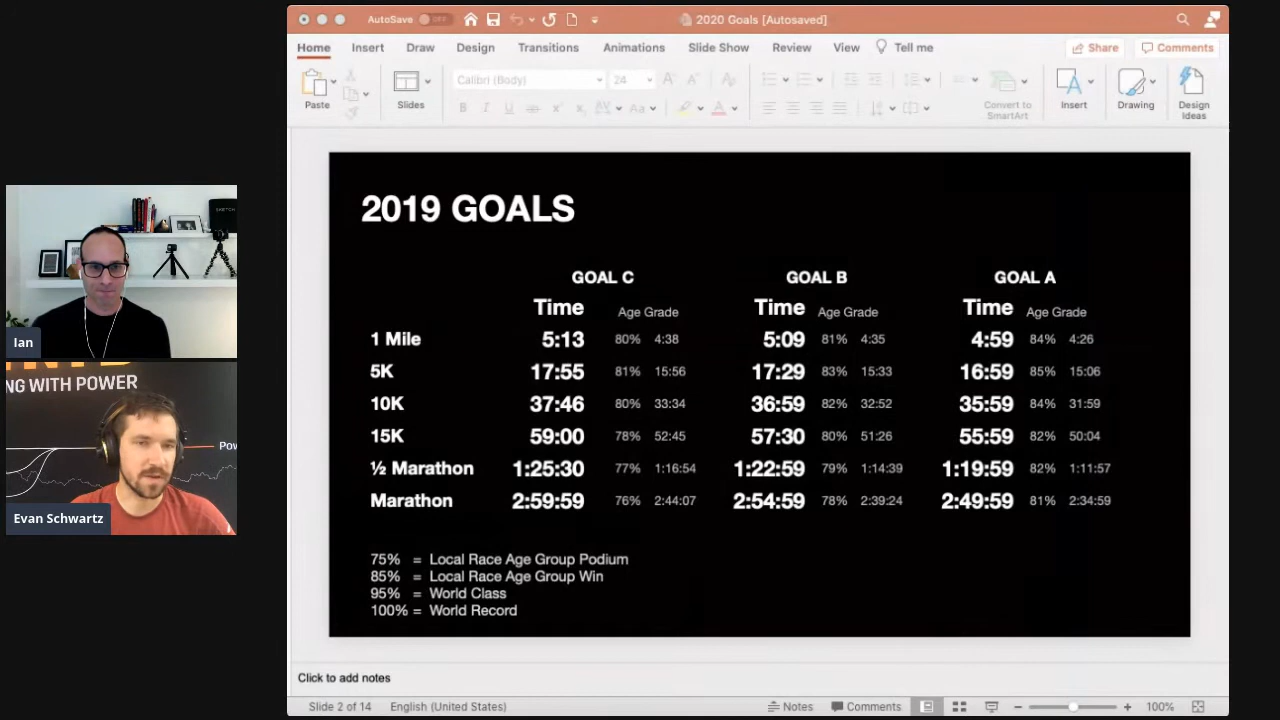 AutoSave OFF 2020 Goals [Autosaved]
Home Insert Draw Design Transitions Animations Slide Show Review View Tell me Share Comments
Calibri (Body) 24
Paste Slides Convert to SmartArt Insert Drawing Design Ideas
2019 GOALS
GOAL C GOAL B GOAL A
Time Age Grade Time Age Grade Time Age Grade
1 Mile 5:13 80% 4:38 5:09 81% 4:35 4:59 84% 4:26
5K 17:55 81% 15:56 17:29 83% 15:33 16:59 85% 15:06
10K 37:46 80% 33:34 36:59 82% 32:52 35:59 84% 31:59
15K 59:00 78% 52:45 57:30 80% 51:26 55:59 82% 50:04
½ Marathon 1:25:30 77% 1:16:54 1:22:59 79% 1:14:39 1:19:59 82% 1:11:57
Marathon 2:59:59 76% 2:44:07 2:54:59 78% 2:39:24 2:49:59 81% 2:34:59
75% = Local Race Age Group Podium
85% = Local Race Age Group Win
95% = World Class
100% = World Record
Click to add notes
Slide 2 of 14 English (United States) Notes Comments 100%
Ian
NG WITH POWER
Pow
Evan Schwartz